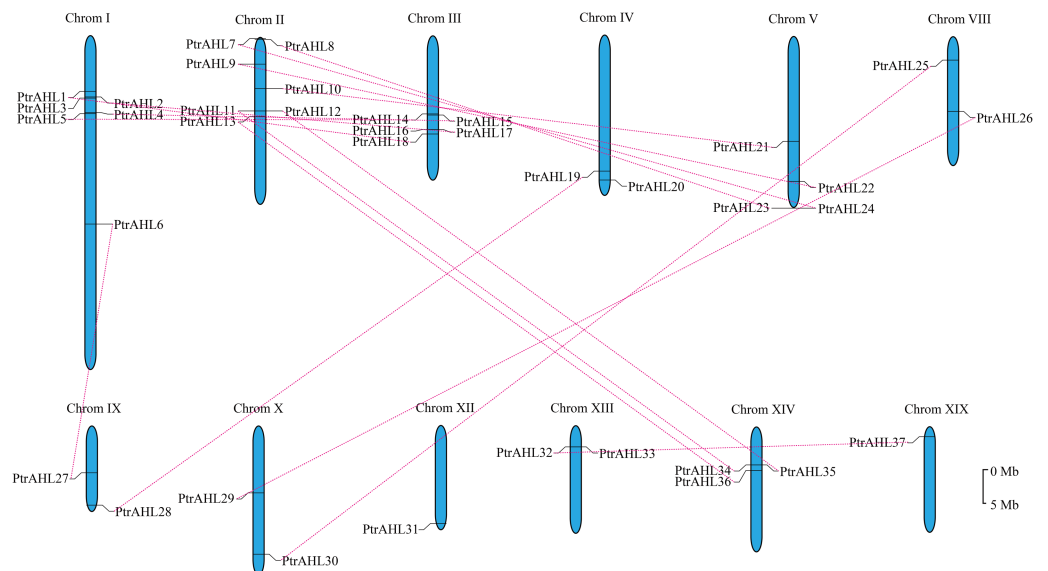 Chrom I
Chrom II
Chrom III
Chrom IV
Chrom V
Chrom VIII
PtrAHL1
PtrAHL2
PtrAHL3
PtrAHL4
PtrAHL5
PtrAHL6
PtrAHL7
PtrAHL8
PtrAHL9
PtrAHL10
PtrAHL11
PtrAHL12
PtrAHL13
PtrAHL14
PtrAHL15
PtrAHL16
PtrAHL17
PtrAHL18
PtrAHL19
PtrAHL20
PtrAHL21
PtrAHL22
PtrAHL23
PtrAHL24
PtrAHL25
PtrAHL26
Chrom IX
Chrom X
Chrom XII
Chrom XIII
Chrom XIV
Chrom XIX
PtrAHL27
PtrAHL28
PtrAHL29
PtrAHL30
PtrAHL31
PtrAHL32
PtrAHL33
PtrAHL34
PtrAHL35
PtrAHL36
PtrAHL37
0 Mb
5 Mb